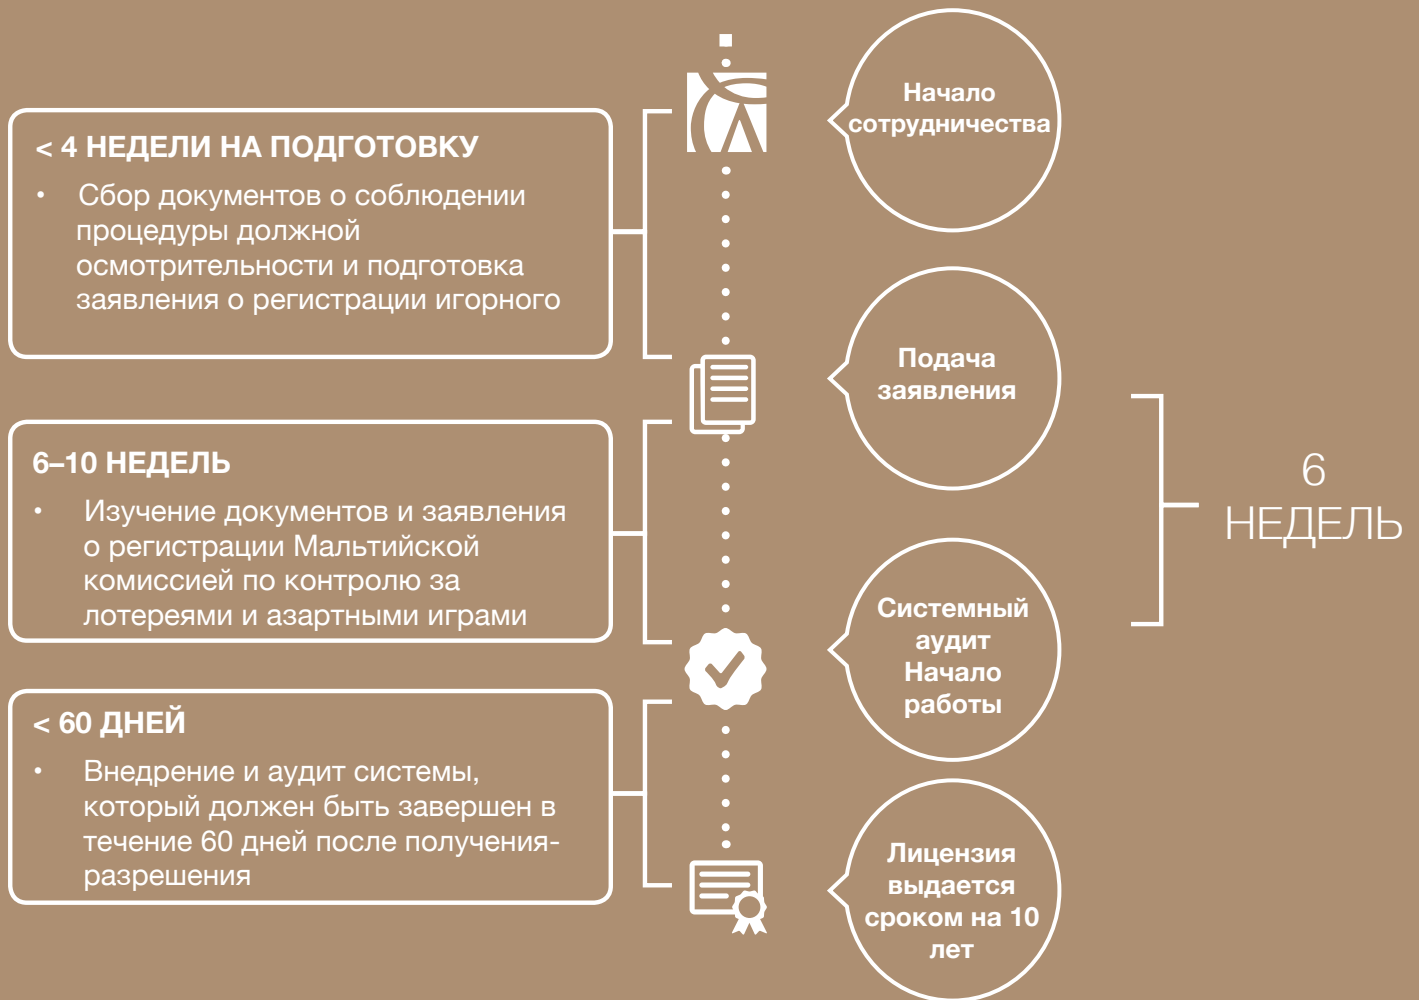 Начало
сотрудничества
< 4 НЕДЕЛИ НА ПОДГОТОВКУ
• Сбор документов о соблюдении
процедуры должной
осмотрительности и подготовка
заявления о регистрации игорного
Подача
заявления
6–10 НЕДЕЛЬ
• Изучение документов и заявления
о регистрации Мальтийской
комиссией по контролю за
лотереями и азартными играми
6
НЕДЕЛЬ
Системный
аудит
Начало
работы
< 60 ДНЕЙ
• Внедрение и аудит системы,
который должен быть завершен в
течение 60 дней после получения-
разрешения
Лицензия
выдается
сроком на 10
лет